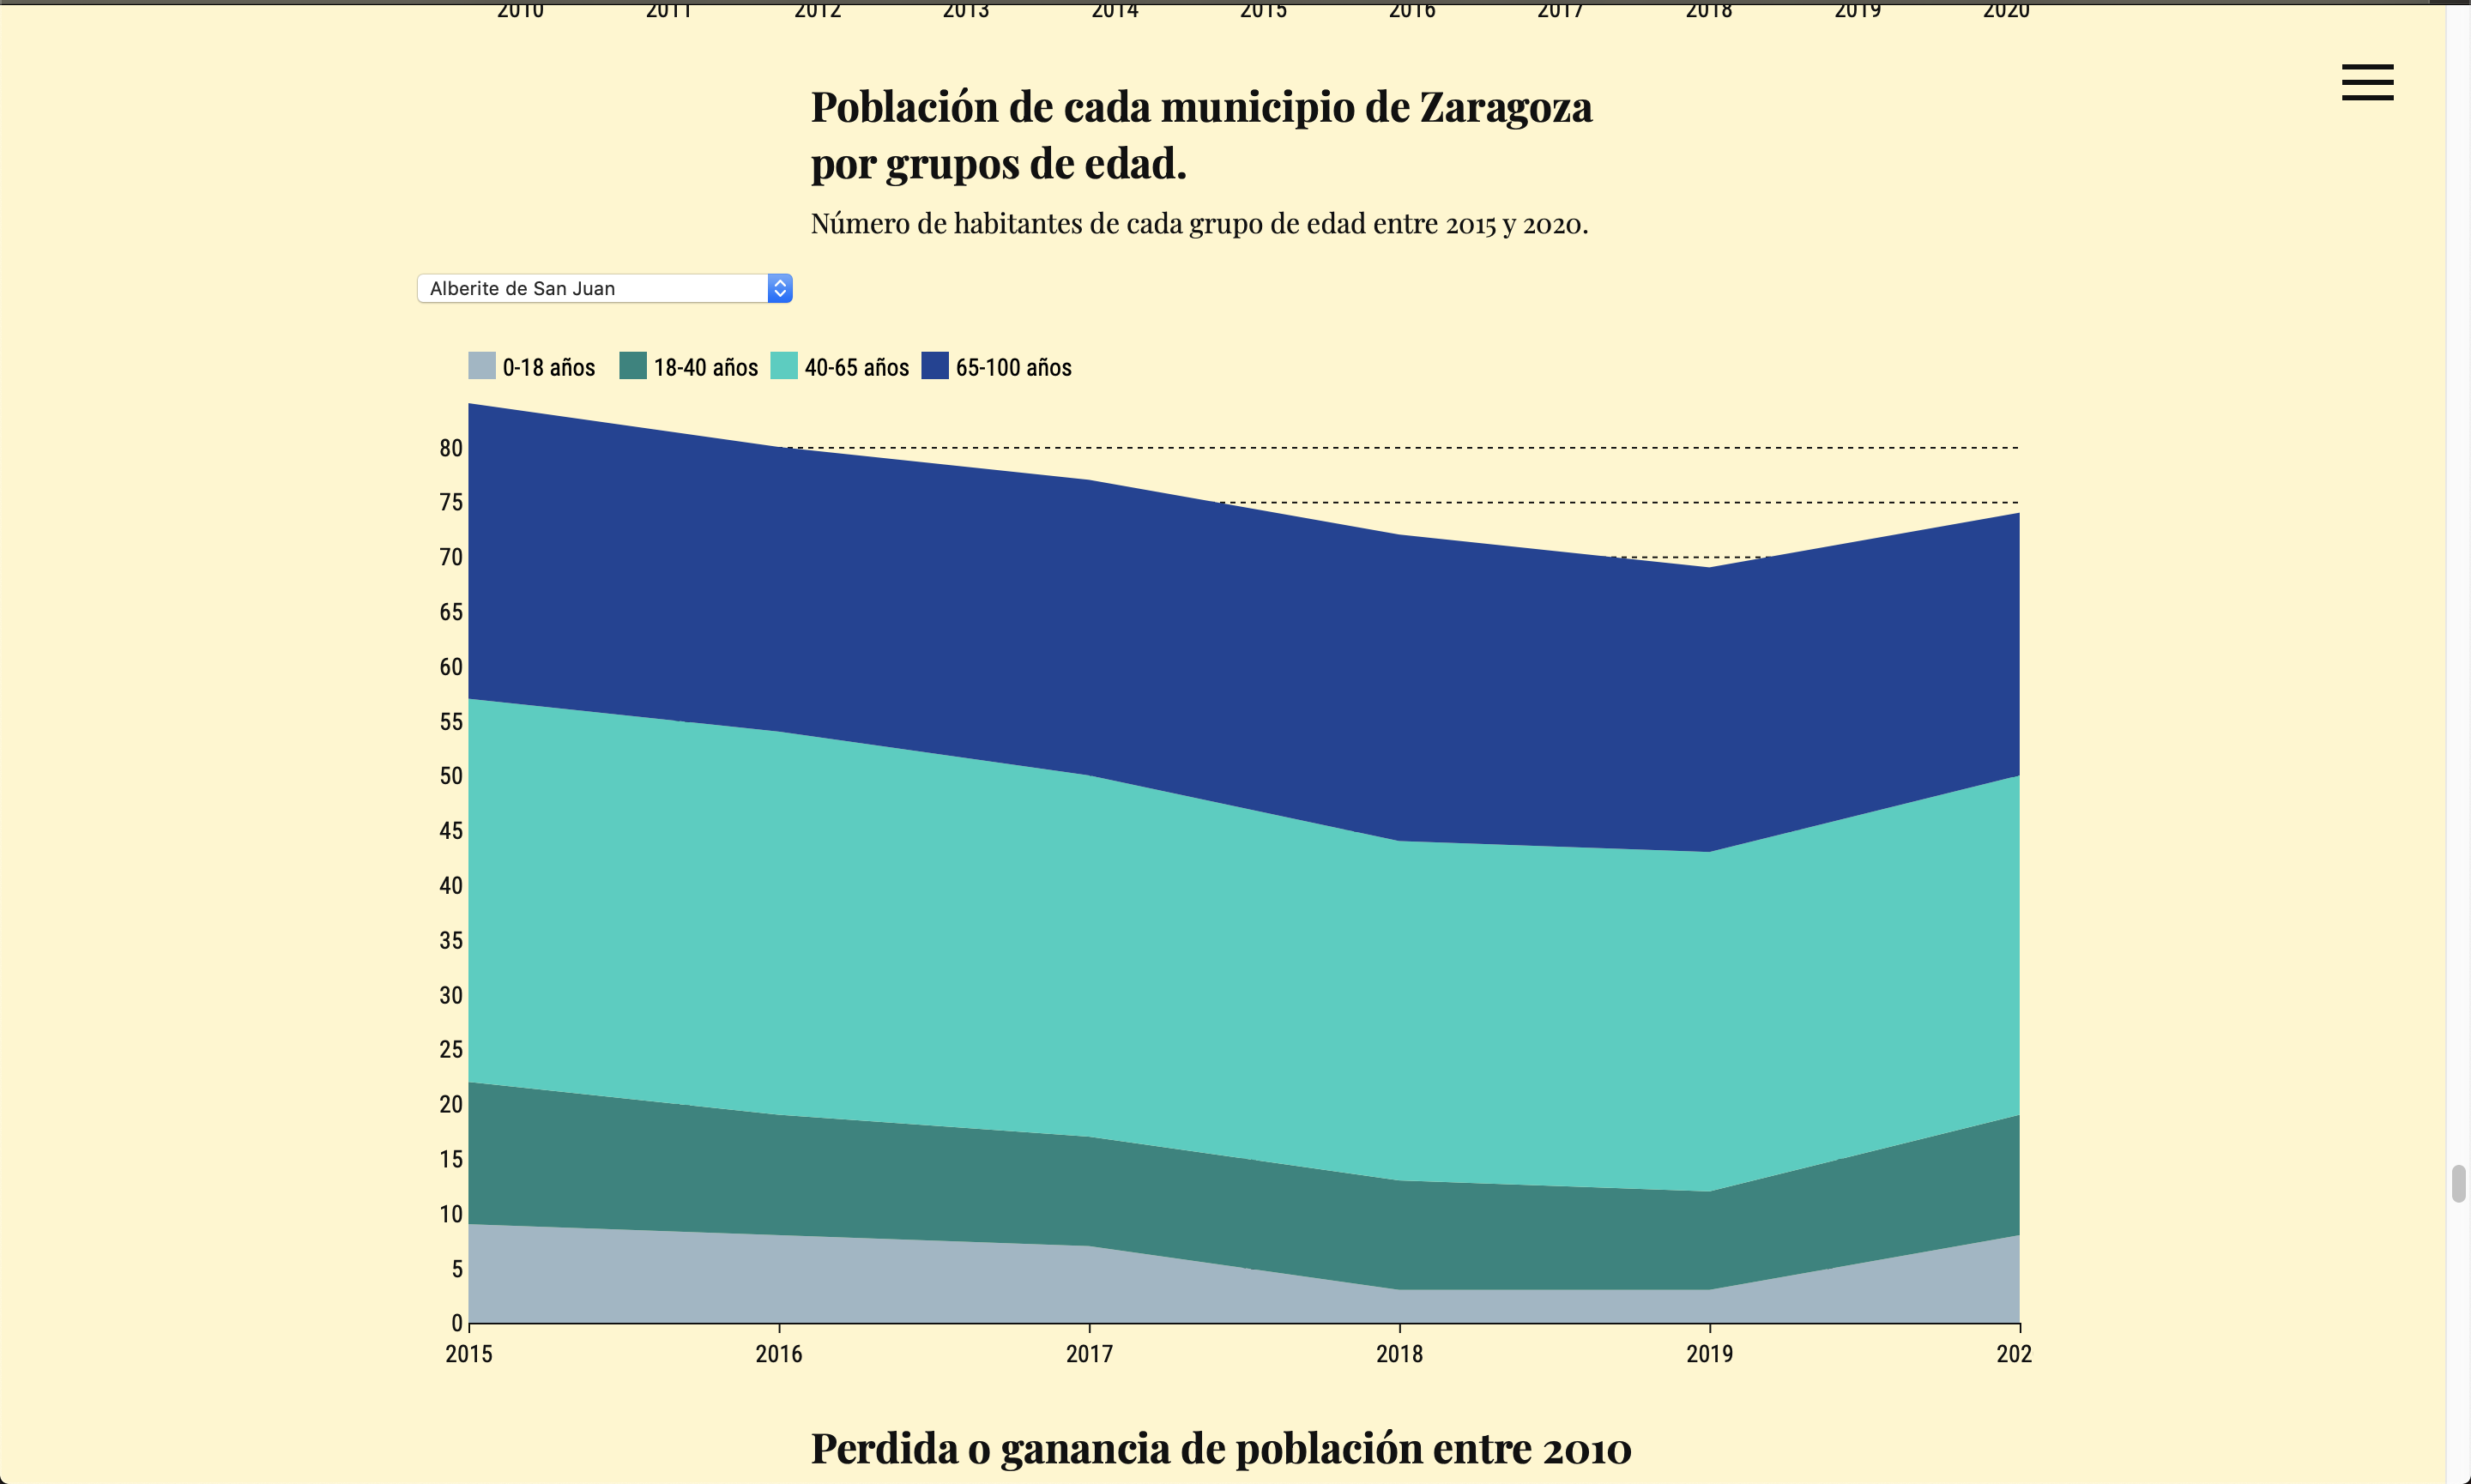 2010 2011 2012 2013 2014 2015 2016 2017 2018 2019 2020
Población de cada municipio de Zaragoza
por grupos de edad.
Número de habitantes de cada grupo de edad entre 2015 y 2020.
Alberite de San Juan
0-18 años 18-40 años 40-65 años 65-100 años
80
75
70
65
60
55
50
45
40
35
30
25
20
15
10
5
0
2015 2016 2017 2018 2019 202
Perdida o ganancia de población entre 2010